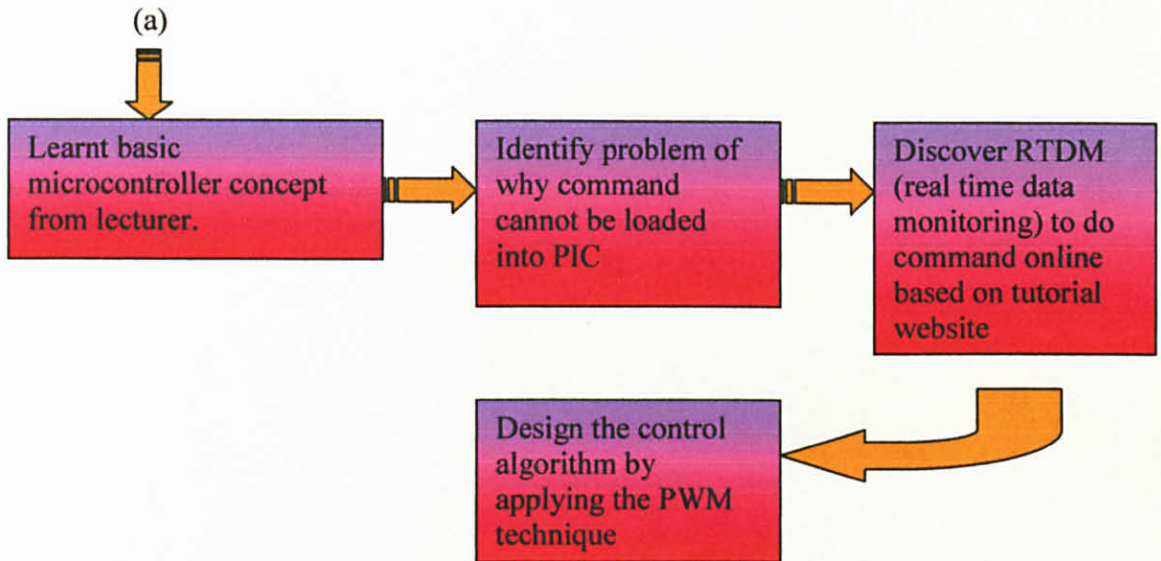 (a)
Learnt basic
microcontroller concept
from lecturer.
Identify problem of
why command
cannot be loaded
into PIC
Discover RTDM
(real time data
monitoring) to do
command online
based on tutorial
website
Design the control
algorithm by
applying the PWM
technique